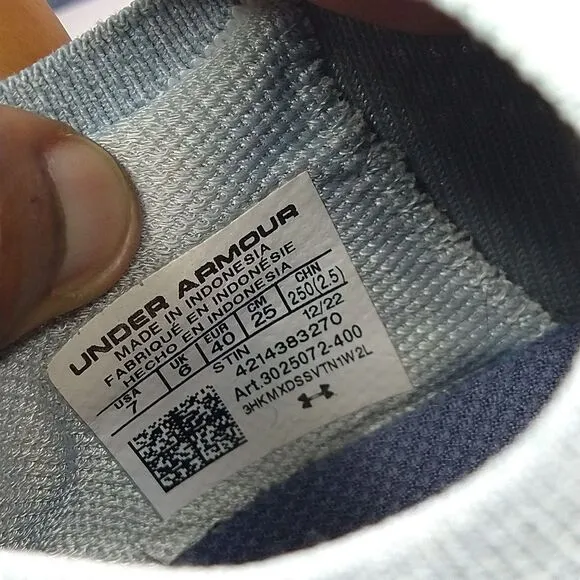 UNDER ARMOUR
MADE IN INDONESIA
FABRIQUÉ EN INDONÉSIE
HECHO EN INDONESIA
USA UK EUR CM CHN
7 6 40 25 250(2.5)
STIN 12/22
4214383270
Art.3025072-400
3HKMXDSSVTN1W2L